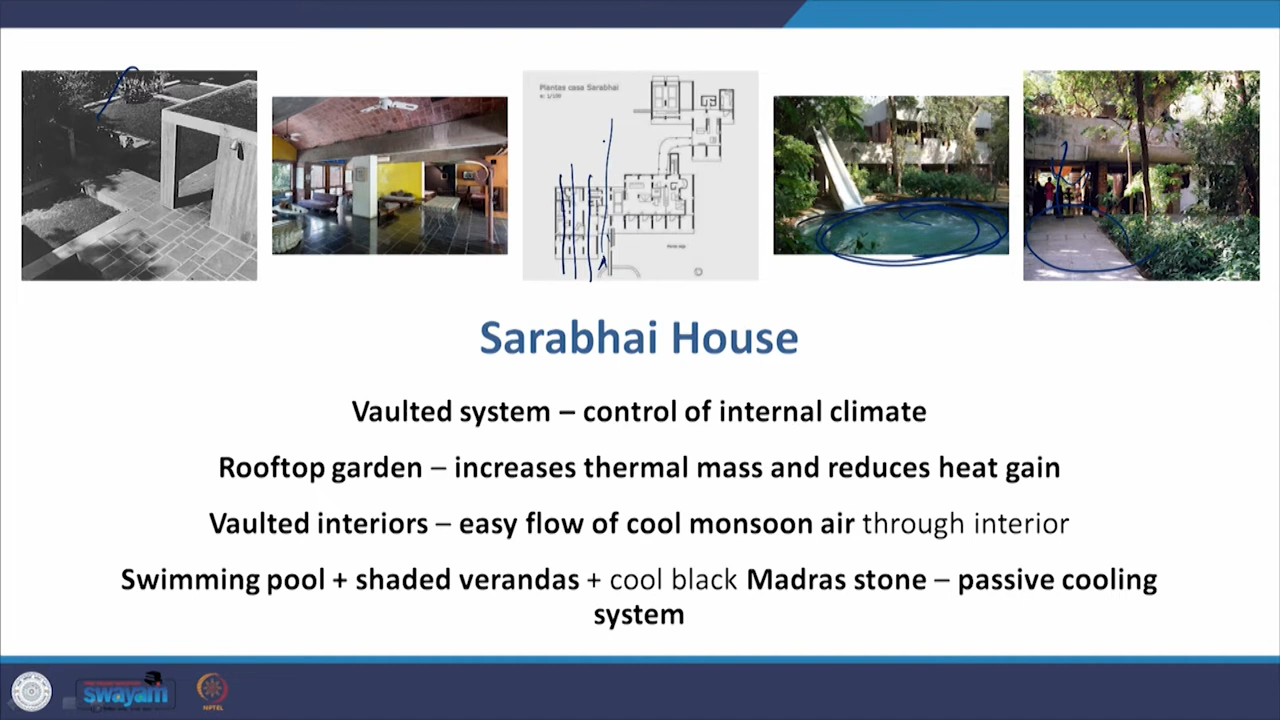 Plantas casa Sarabhai
Sarabhai House
Vaulted system – control of internal climate
Rooftop garden – increases thermal mass and reduces heat gain
Vaulted interiors – easy flow of cool monsoon air through interior
Swimming pool + shaded verandas + cool black Madras stone – passive cooling
system
swayam
NPTEL